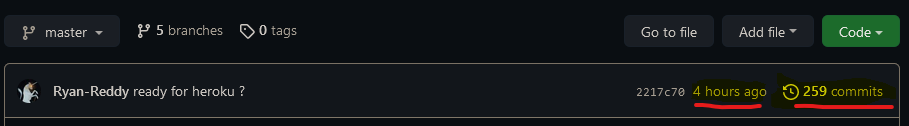 master 5 branches 0 tags Go to file Add file Code
Ryan-Reddy ready for heroku ? 2217c70 4 hours ago 259 commits